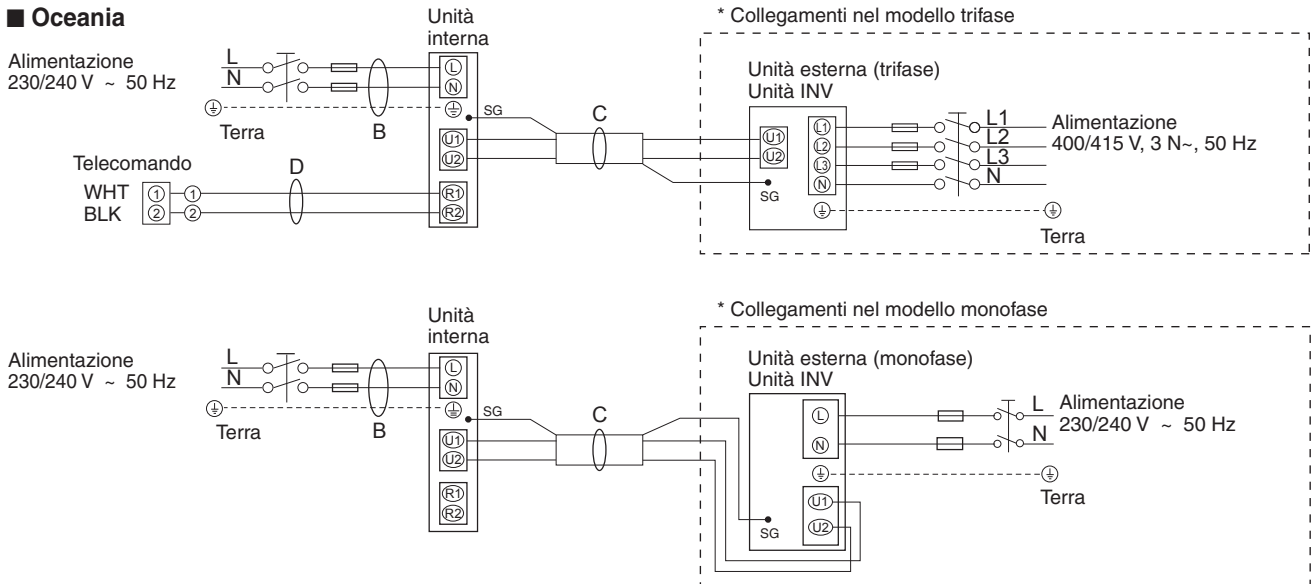 ■ Oceania
Unità
interna
* Collegamenti nel modello trifase
Alimentazione
230/240 V ~ 50 Hz
L
N
Terra
B
L
N
SG
C
U1
U2
Telecomando
WHT
BLK
1
2
1
2
D
R1
R2
Unità esterna (trifase)
Unità INV
U1
U2
SG
L1
L2
L3
N
L1
L2
L3
N
Alimentazione
400/415 V, 3 N~, 50 Hz
Terra
Unità
interna
* Collegamenti nel modello monofase
Alimentazione
230/240 V ~ 50 Hz
L
N
Terra
B
L
N
SG
C
U1
U2
R1
R2
Unità esterna (monofase)
Unità INV
L
N
L
N
Alimentazione
230/240 V ~ 50 Hz
Terra
U1
U2
SG